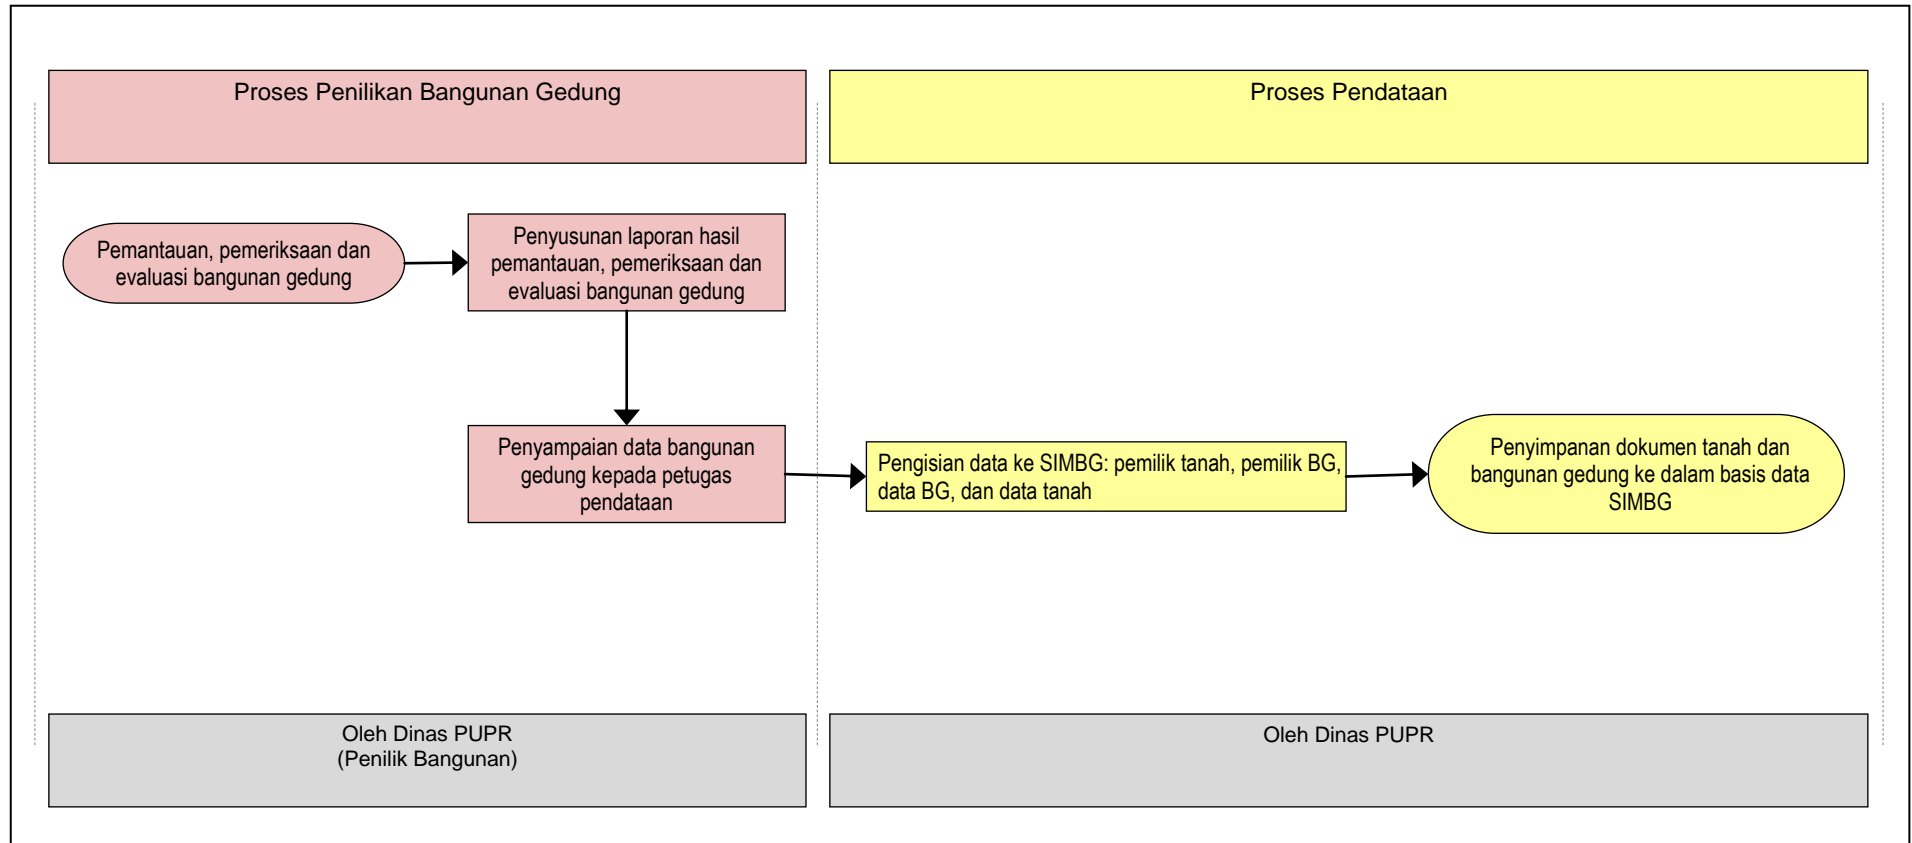 Proses Penilikan Bangunan Gedung
Proses Pendataan
Pemantauan, pemeriksaan dan
evaluasi bangunan gedung
Penyusunan laporan hasil
pemantauan, pemeriksaan dan
evaluasi bangunan gedung
Penyampaian data bangunan
gedung kepada petugas
pendataan
Pengisian data ke SIMBG: pemilik tanah, pemilik BG,
data BG, dan data tanah
Penyimpanan dokumen tanah dan
bangunan gedung ke dalam basis data
SIMBG
Oleh Dinas PUPR
(Penilik Bangunan)
Oleh Dinas PUPR